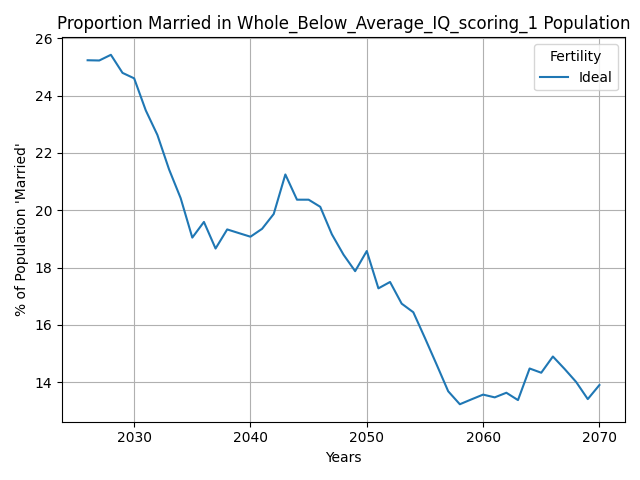 Proportion Married in Whole_Below_Average_IQ_scoring_1 Population
26
24
22
20
18
16
14
% of Population 'Married'
Fertility
Ideal
2030 2040 2050 2060 2070
Years